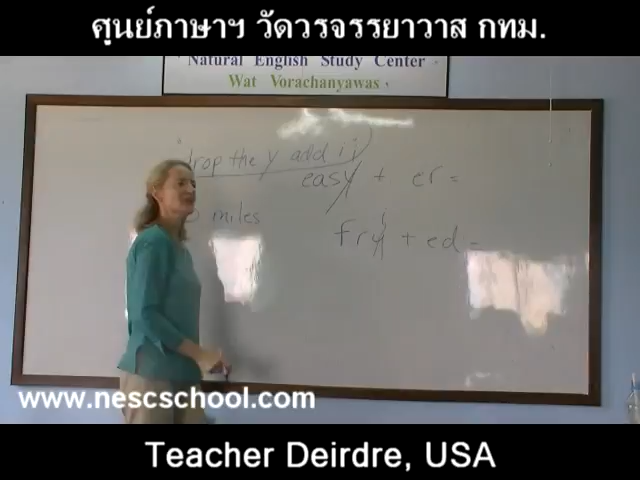 ศูนย์ภาษาฯ วัดวรจรรยาวาส กทม.
Natural English Study Center
Wat Vorachanyawas
drop the y add i
easy + er =
miles
fry i + ed =
www.nescschool.com
Teacher Deirdre, USA